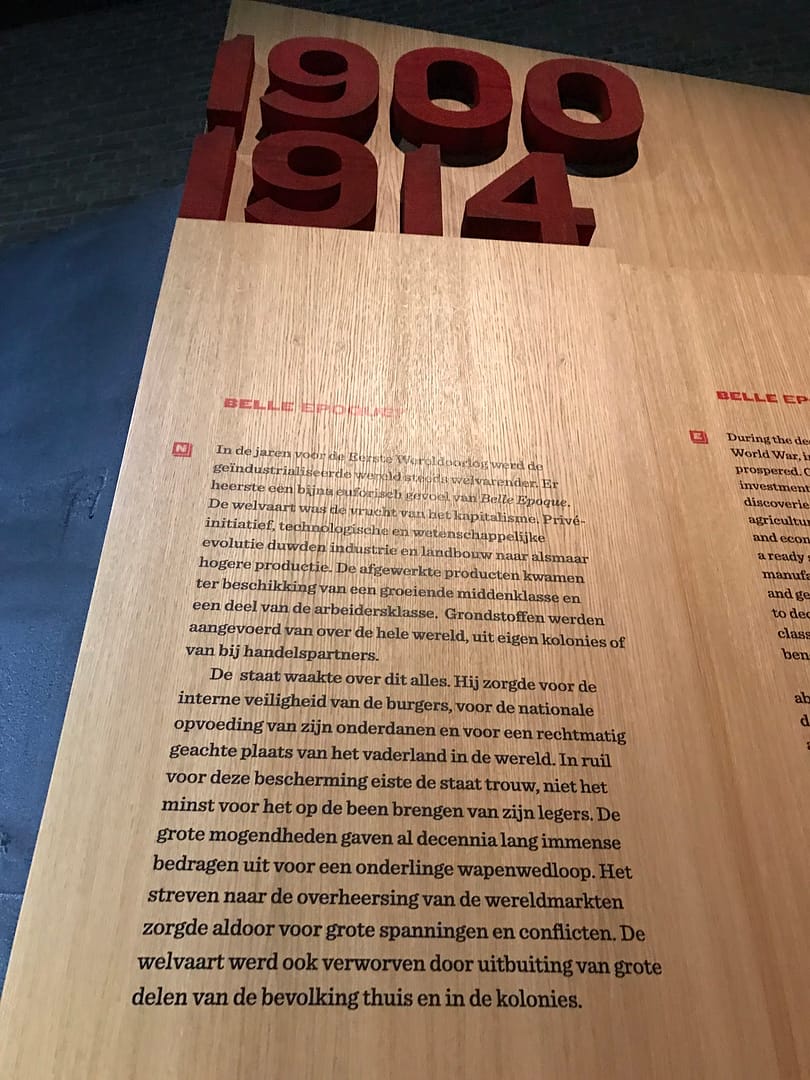 1900
1914
BELLE EPOQUE?
N
In de jaren voor de Eerste Wereldoorlog werd de
geïndustrialiseerde wereld steeds welvarender. Er
heerste een bijna euforisch gevoel van Belle Epoque.
De welvaart was de vrucht van het kapitalisme. Privé-
initiatief, technologische en wetenschappelijke
evolutie duwden industrie en landbouw naar alsmaar
hogere productie. De afgewerkte producten kwamen
ter beschikking van een groeiende middenklasse en
een deel van de arbeidersklasse. Grondstoffen werden
aangevoerd van over de hele wereld, uit eigen kolonies of
van bij handelspartners.
De staat waakte over dit alles. Hij zorgde voor de
interne veiligheid van de burgers, voor de nationale
opvoeding van zijn onderdanen en voor een rechtmatig
geachte plaats van het vaderland in de wereld. In ruil
voor deze bescherming eiste de staat trouw, niet het
minst voor het op de been brengen van zijn legers. De
grote mogendheden gaven al decennia lang immense
bedragen uit voor een onderlinge wapenwedloop. Het
streven naar de overheersing van de wereldmarkten
zorgde aldoor voor grote spanningen en conflicten. De
welvaart werd ook verworven door uitbuiting van grote
delen van de bevolking thuis en in de kolonies.
BELLE EP
E
During the de
World War, i
prospered. C
investment
discoverie
agricultu
and econ
a ready
manuf
and ge
to dec
class
ben
ab
d